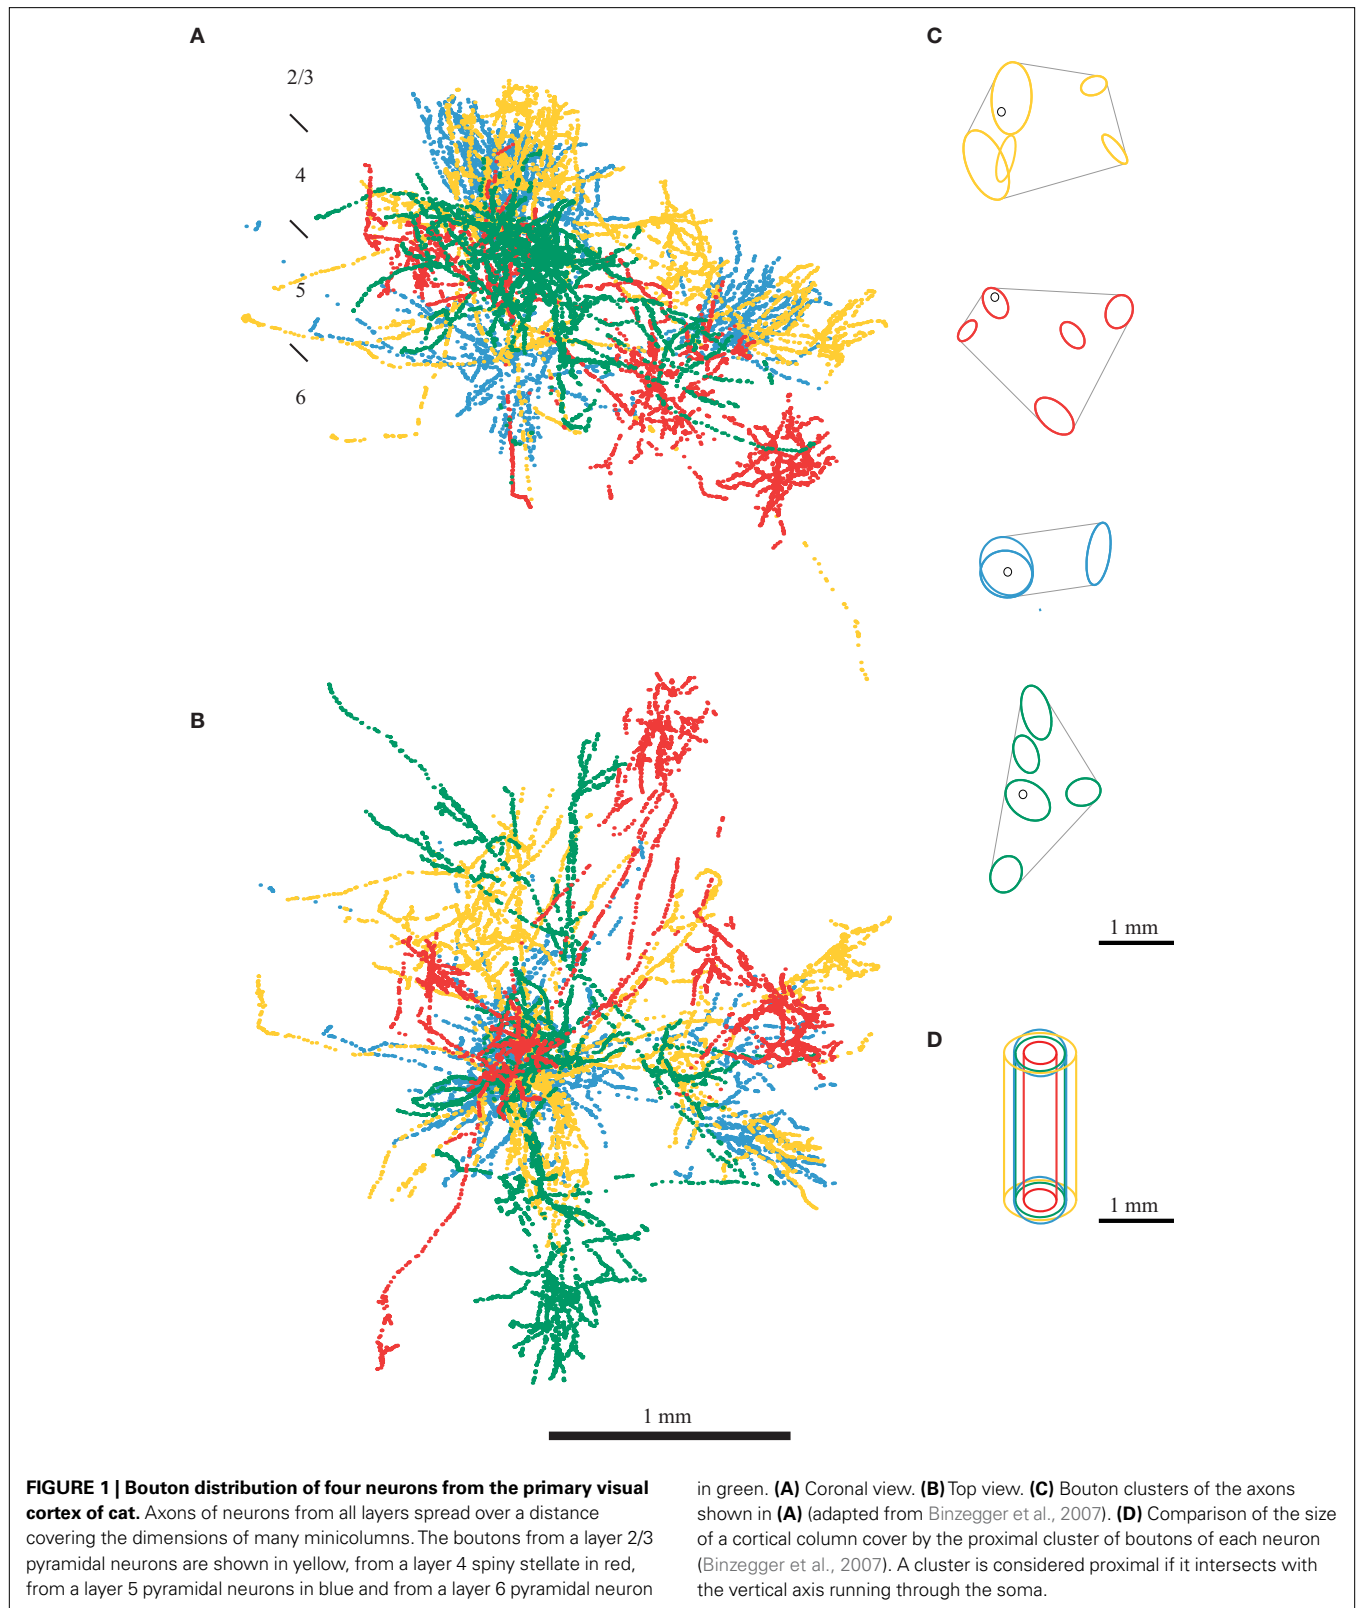 A
C
2/3
4
5
6
B
1 mm
D
1 mm
1 mm
FIGURE 1 | Bouton distribution of four neurons from the primary visual
cortex of cat. Axons of neurons from all layers spread over a distance
covering the dimensions of many minicolumns. The boutons from a layer 2/3
pyramidal neurons are shown in yellow, from a layer 4 spiny stellate in red,
from a layer 5 pyramidal neurons in blue and from a layer 6 pyramidal neuron
in green. (A) Coronal view. (B) Top view. (C) Bouton clusters of the axons
shown in (A) (adapted from Binzegger et al., 2007). (D) Comparison of the size
of a cortical column cover by the proximal cluster of boutons of each neuron
(Binzegger et al., 2007). A cluster is considered proximal if it intersects with
the vertical axis running through the soma.